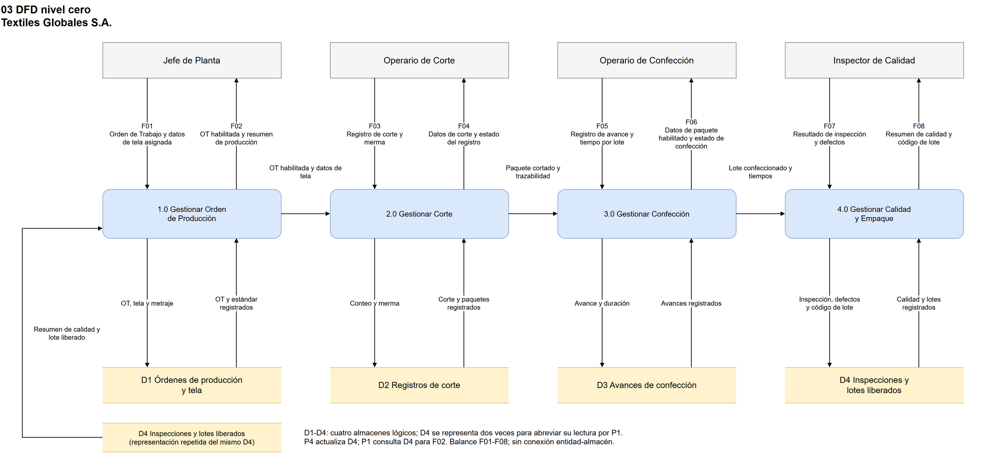 03 DFD nivel cero
Textiles Globales S.A.
Jefe de Planta
Operario de Corte
Operario de Confección
Inspector de Calidad
F01
Orden de Trabajo y datos
de tela asignada
F02
OT habilitada y resumen
de producción
F03
Registro de corte y
merma
F04
Datos de corte y estado
del registro
F05
Registro de avance y
tiempo por lote
F06
Datos de paquete
habilitado y estado de
confección
F07
Resultado de inspección
y defectos
F08
Resumen de calidad y
código de lote
OT habilitada y datos de
tela
Paquete cortado y
trazabilidad
Lote confeccionado y
tiempos
1.0 Gestionar Orden
de Producción
2.0 Gestionar Corte
3.0 Gestionar Confección
4.0 Gestionar Calidad
y Empaque
OT, tela y metraje
OT y estándar
registrados
Conteo y merma
Corte y paquetes
registrados
Avance y duración
Avances registrados
Inspección, defectos
y código de lote
Calidad y lotes
registrados
Resumen de calidad y
lote liberado
D1 Órdenes de producción
y tela
D2 Registros de corte
D3 Avances de confección
D4 Inspecciones y
lotes liberados
D4 Inspecciones y lotes liberados
(representación repetida del mismo D4)
D1-D4: cuatro almacenes lógicos; D4 se representa dos veces para abreviar su lectura por P1.
P4 actualiza D4; P1 consulta D4 para F02. Balance F01-F08; sin conexión entidad-almacén.